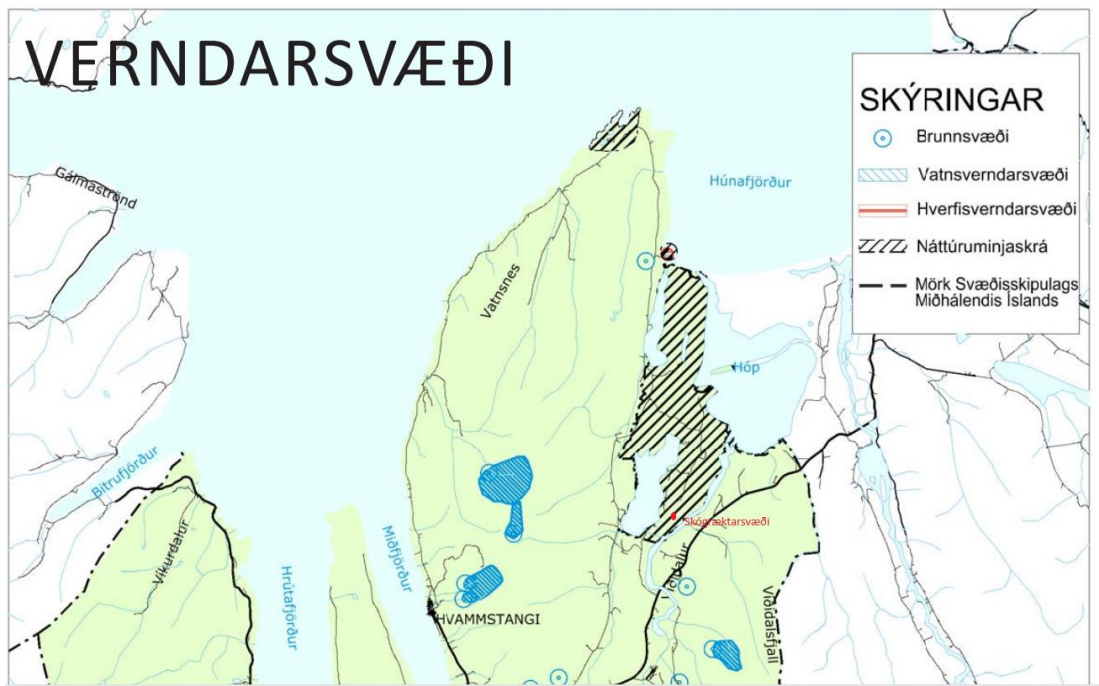 VERNDARSVÆÐI
SKÝRINGAR
Brunnsvæði
Vatnsverndarsvæði
Hverfisverndarsvæði
Náttúruminjaskrá
Mörk Svæðisskipulags
Miðhálendis Íslands
Gálmaströnd
Húnafjörður
Vatnsnes
Hóp
Bitrufjörður
Víkurdalur
Hrútafjörður
Miðfjörður
HVAMMSTANGI
Skógræktarsvæði
Víðidalsfjall